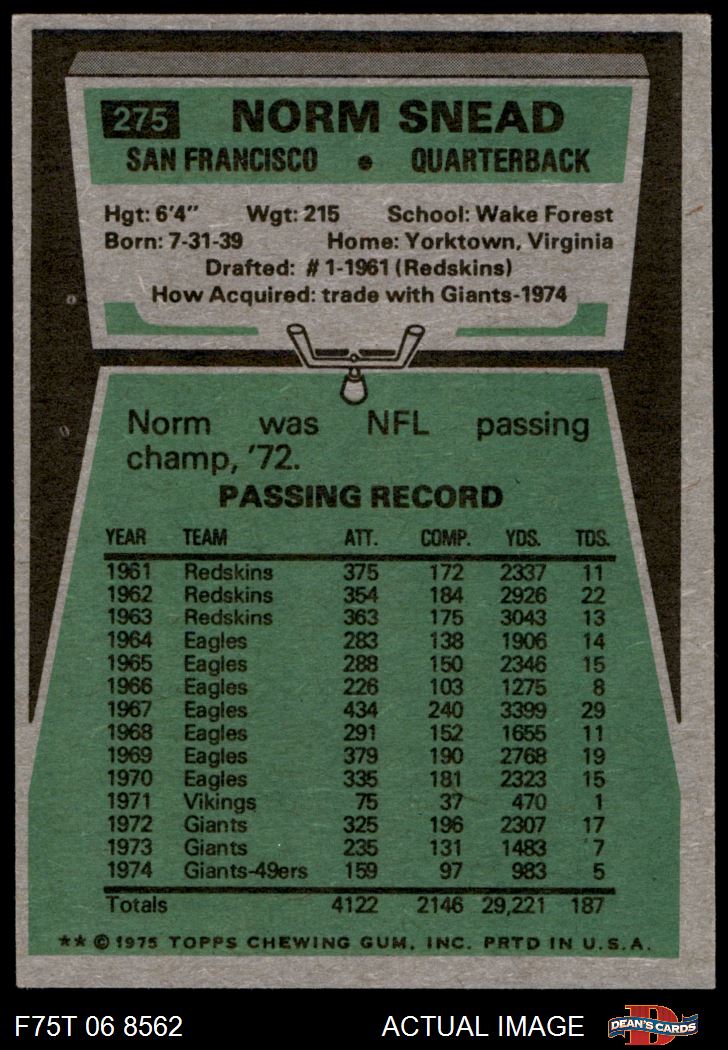 275 NORM SNEAD
SAN FRANCISCO • QUARTERBACK
Hgt: 6'4" Wgt: 215 School: Wake Forest
Born: 7-31-39 Home: Yorktown, Virginia
Drafted: #1-1961 (Redskins)
How Acquired: trade with Giants-1974
Norm was NFL passing
champ, '72.
PASSING RECORD
YEAR TEAM ATT. COMP. YDS. TDS.
1961 Redskins 375 172 2337 11
1962 Redskins 354 184 2926 22
1963 Redskins 363 175 3043 13
1964 Eagles 283 138 1906 14
1965 Eagles 288 150 2346 15
1966 Eagles 226 103 1275 8
1967 Eagles 434 240 3399 29
1968 Eagles 291 152 1655 11
1969 Eagles 379 190 2768 19
1970 Eagles 335 181 2323 15
1971 Vikings 75 37 470 1
1972 Giants 325 196 2307 17
1973 Giants 235 131 1483 7
1974 Giants-49ers 159 97 983 5
Totals 4122 2146 29,221 187
** © 1975 TOPPS CHEWING GUM, INC. PRTD IN U.S.A.
F75T 06 8562 ACTUAL IMAGE D DEAN'S CARDS